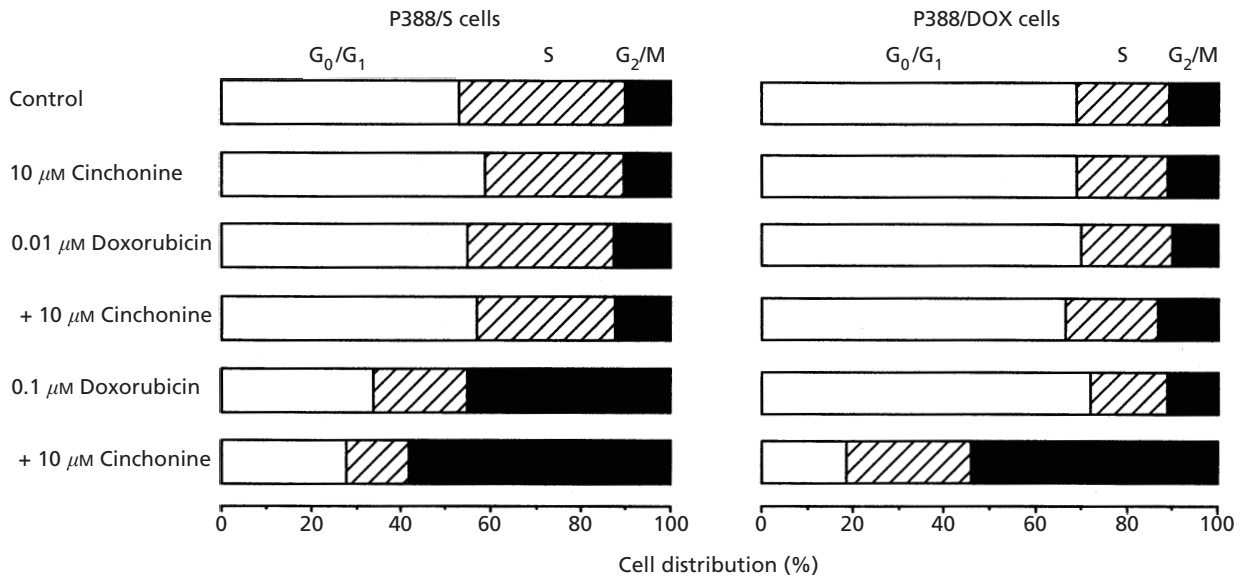 P388/S cells P388/DOX cells
G₀/G₁ S G₂/M G₀/G₁ S G₂/M
Control
10 μM Cinchonine
0.01 μM Doxorubicin
+ 10 μM Cinchonine
0.1 μM Doxorubicin
+ 10 μM Cinchonine
0 20 40 60 80 100 0 20 40 60 80 100
Cell distribution (%)